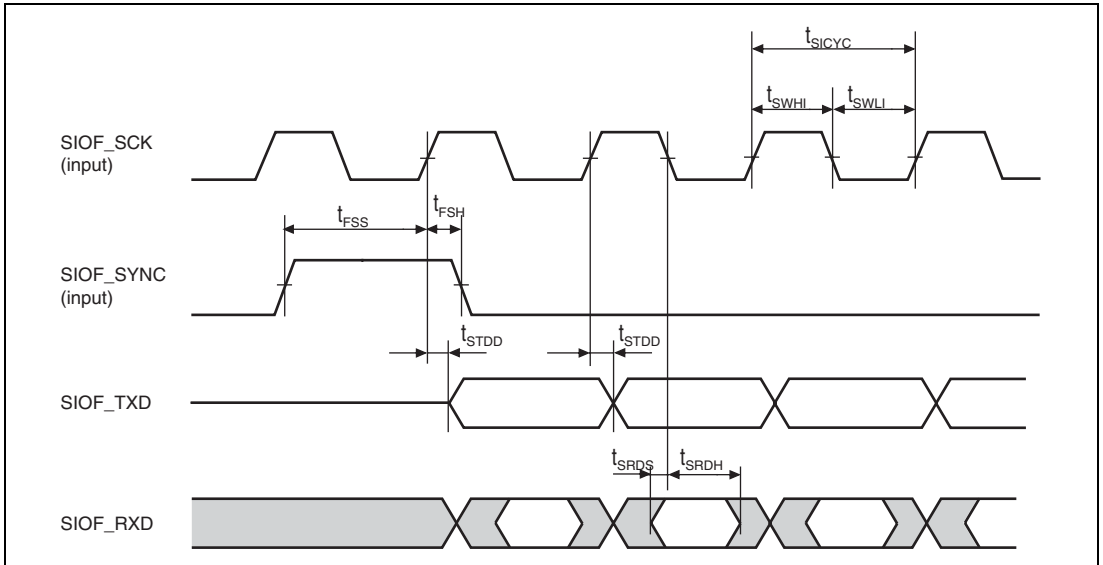 tSICYC
tSWHI tSWLI
SIOF_SCK
(input)
tFSS tFSH
SIOF_SYNC
(input)
tSTDD tSTDD
SIOF_TXD
tSRDS tSRDH
SIOF_RXD